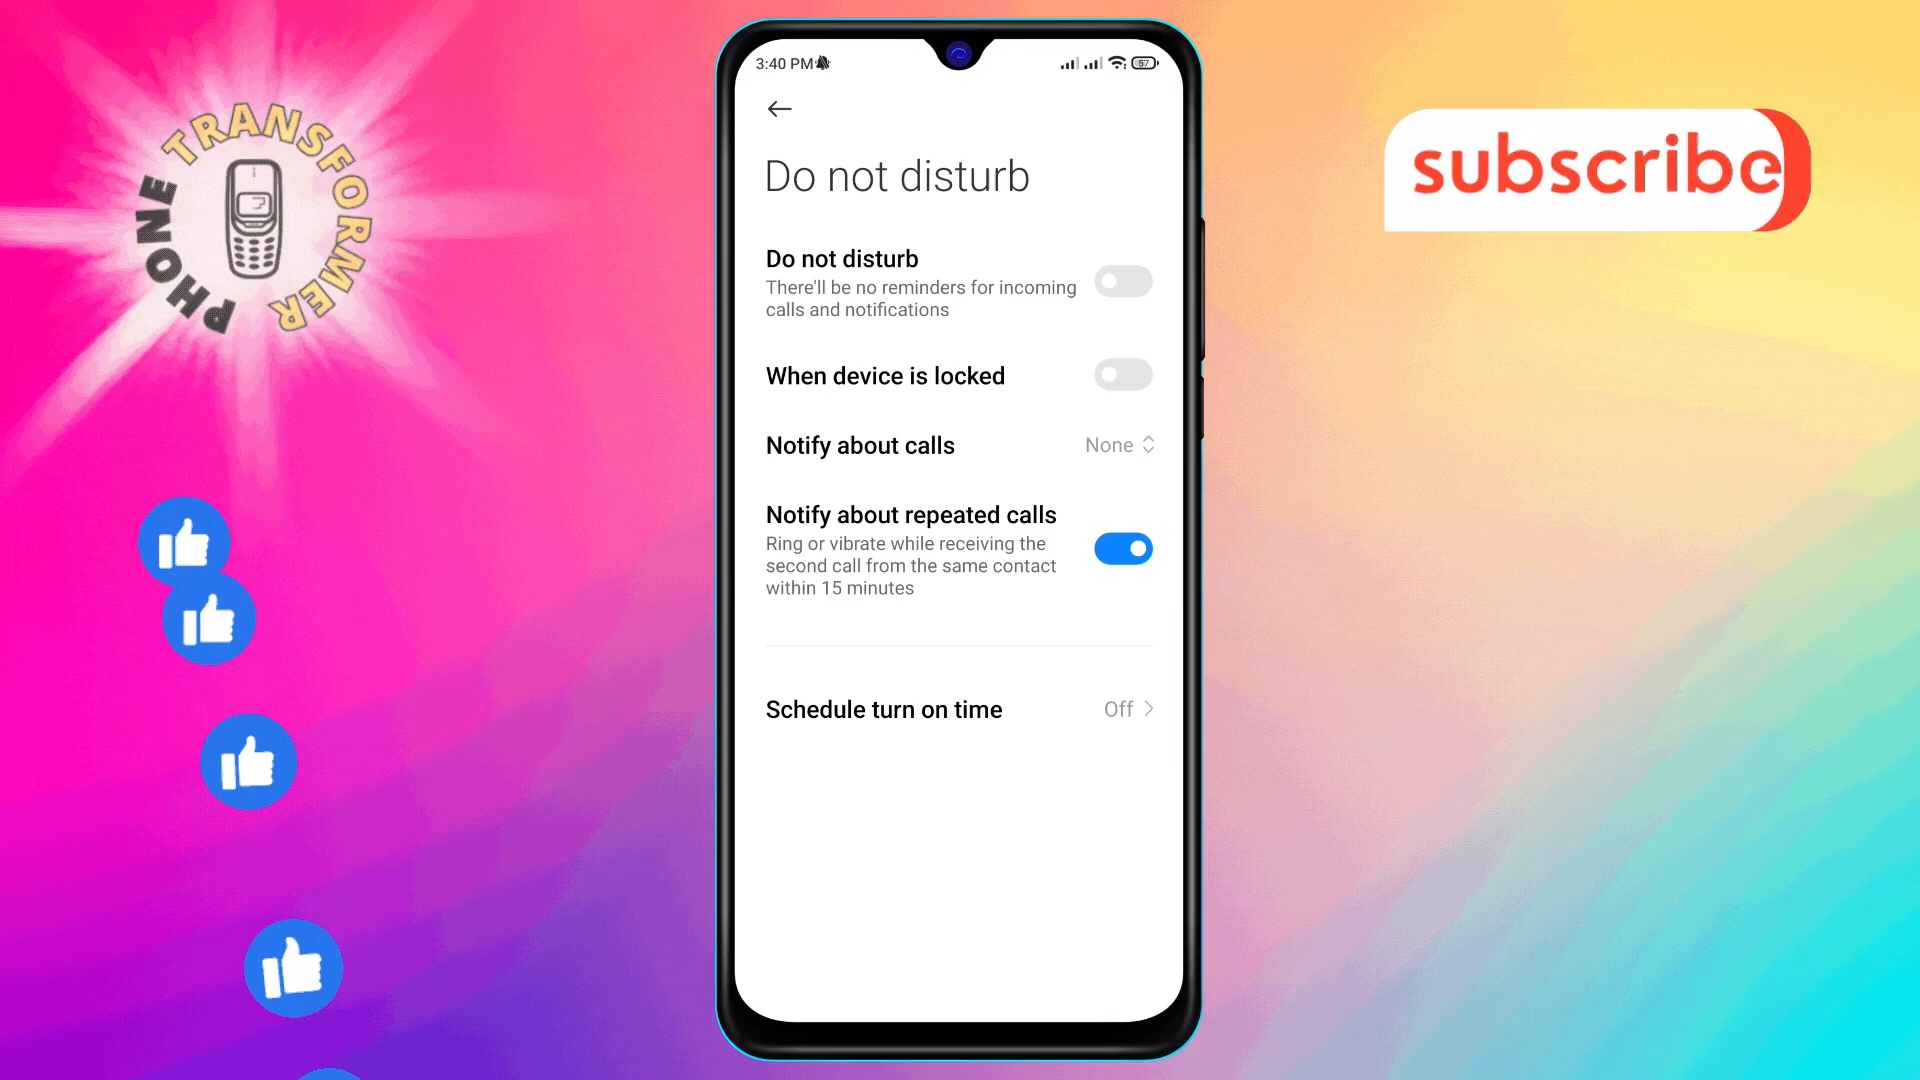 PHONE TRANSFORMER
subscribe
3:40 PM
57
Do not disturb
Do not disturb
There'll be no reminders for incoming
calls and notifications
When device is locked
Notify about calls
None
Notify about repeated calls
Ring or vibrate while receiving the
second call from the same contact
within 15 minutes
Schedule turn on time
Off